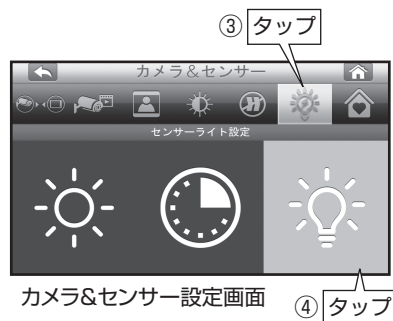 ③ タップ
カメラ&センサー
センサーライト設定
カメラ&センサー設定画面
④ タップ